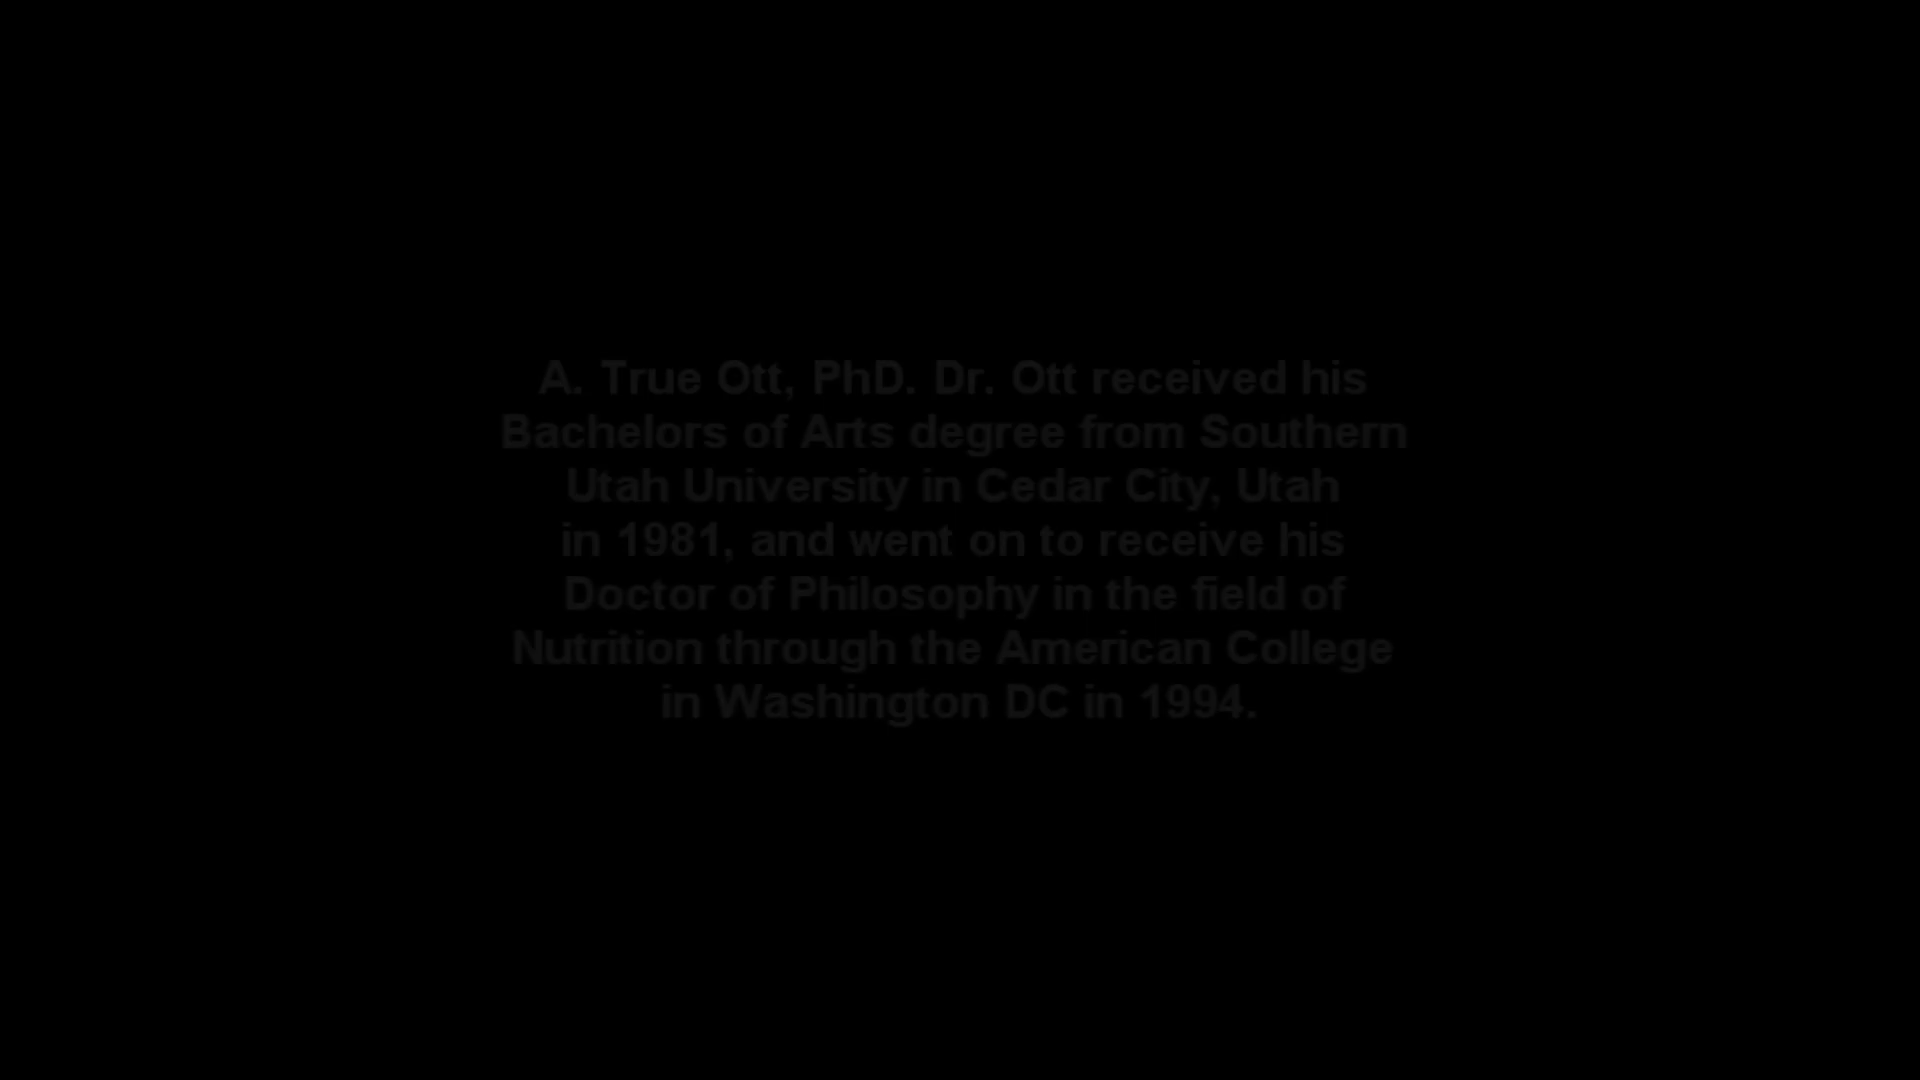 A. True Ott, PhD. Dr. Ott received his
Bachelors of Arts degree from Southern
Utah University in Cedar City, Utah
in 1981, and went on to receive his
Doctor of Philosophy in the field of
Nutrition through the American College
in Washington DC in 1994.